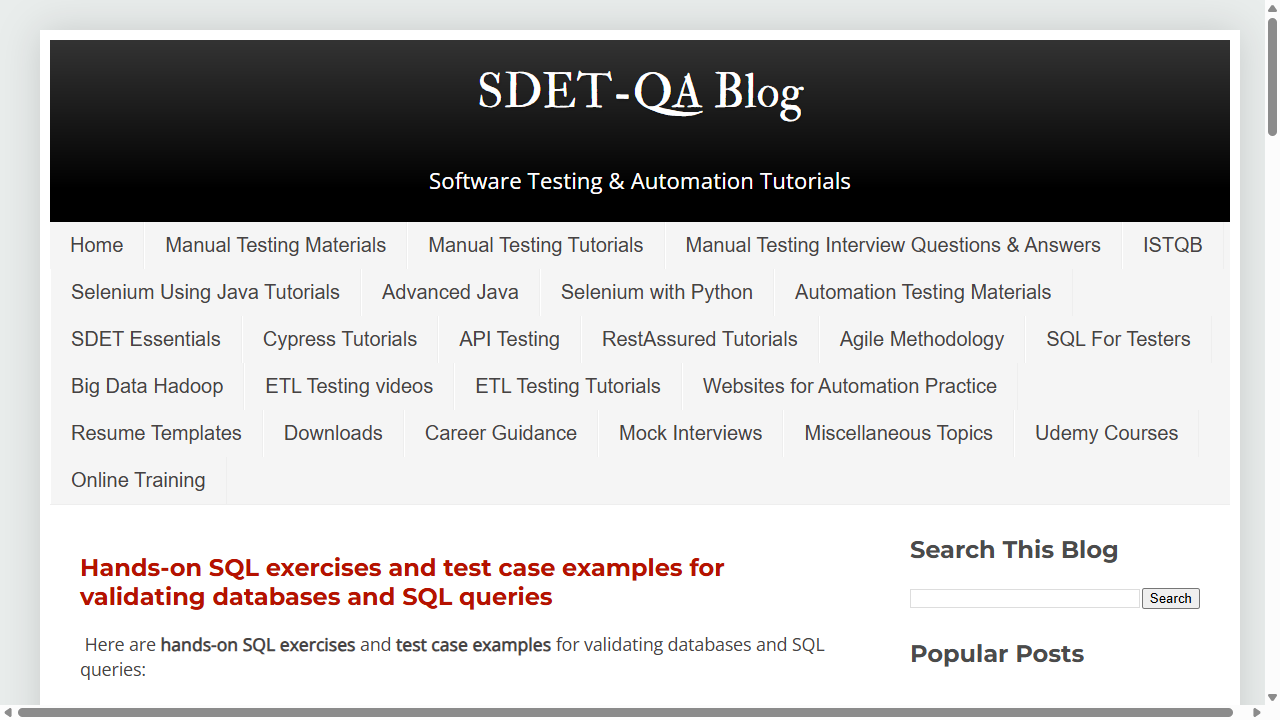 SDET-QA Blog
Software Testing & Automation Tutorials
Home Manual Testing Materials Manual Testing Tutorials Manual Testing Interview Questions & Answers ISTQB
Selenium Using Java Tutorials Advanced Java Selenium with Python Automation Testing Materials
SDET Essentials Cypress Tutorials API Testing RestAssured Tutorials Agile Methodology SQL For Testers
Big Data Hadoop ETL Testing videos ETL Testing Tutorials Websites for Automation Practice
Resume Templates Downloads Career Guidance Mock Interviews Miscellaneous Topics Udemy Courses
Online Training
Hands-on SQL exercises and test case examples for
validating databases and SQL queries
Here are hands-on SQL exercises and test case examples for validating databases and SQL
queries:
Search This Blog
Search
Popular Posts